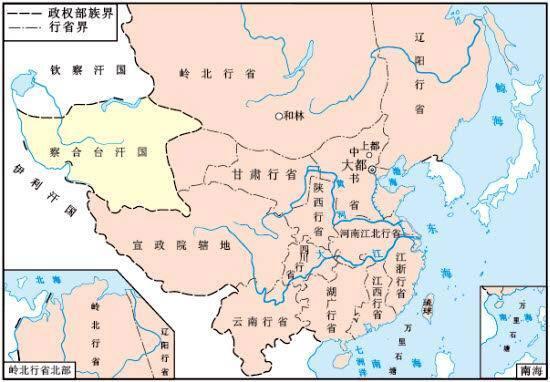 政权部族界
行省界
钦察汗国
岭北行省
辽阳行省
鲸海
和林
察合台汗国
伊利汗国
上都
中书省
大都
甘肃行省
陕西行省
黄河
渤海
宣政院辖地
四川行省
大江
河南江北行省
东海
江浙行省
江西行省
湖广行省
云南行省
琉球
万里石塘
七洲洋
南海
北海
岭北行省
辽阳行省
岭北行省北部
万里石塘
南海